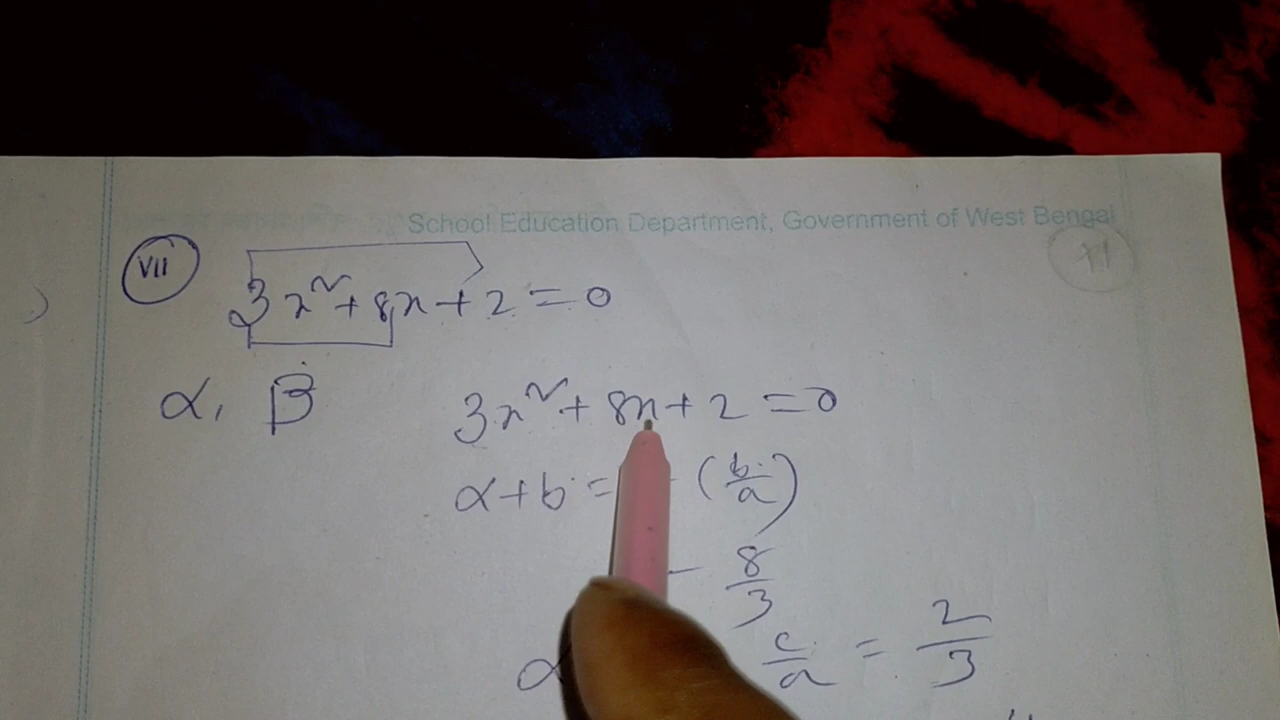 School Education Department, Government of West Bengal
VII
3x²+8x+2=0
α, β
3x²+8x+2=0
α+b= - (b/a)
- 8/3
α c/a = 2/3